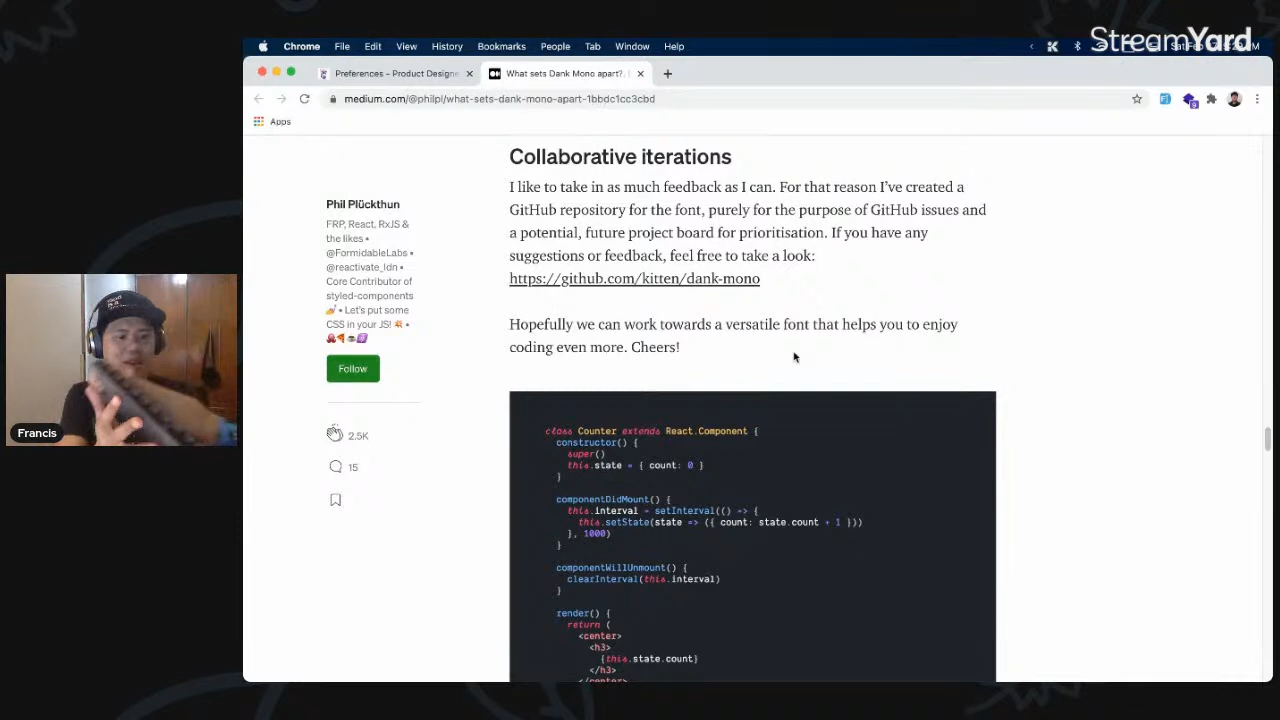 StreamYard
Chrome File Edit View History Bookmarks People Tab Window Help
Preferences – Product Designe
What sets Dank Mono apart?.
medium.com/@philpl/what-sets-dank-mono-apart-1bbdc1cc3cbd
9
Apps
Collaborative iterations
I like to take in as much feedback as I can. For that reason I've created a
GitHub repository for the font, purely for the purpose of GitHub issues and
a potential, future project board for prioritisation. If you have any
suggestions or feedback, feel free to take a look:
https://github.com/kitten/dank-mono
Hopefully we can work towards a versatile font that helps you to enjoy
coding even more. Cheers!
Phil Plückthun
FRP, React, RxJS &
the likes •
@FormidableLabs •
@reactivate_ldn •
Core Contributor of
styled-components
💅 • Let's put some
CSS in your JS! 💥 •
Follow
2.5K
15
Francis
class Counter extends React.Component {
constructor() {
super()
this.state = { count: 0 }
}
componentDidMount() {
this.interval = setInterval(() => {
this.setState(state => ({ count: state.count + 1 }))
}, 1000)
}
componentWillUnmount() {
clearInterval(this.interval)
}
render() {
return (
<center>
<h3>
{this.state.count}
</h3>
</center>